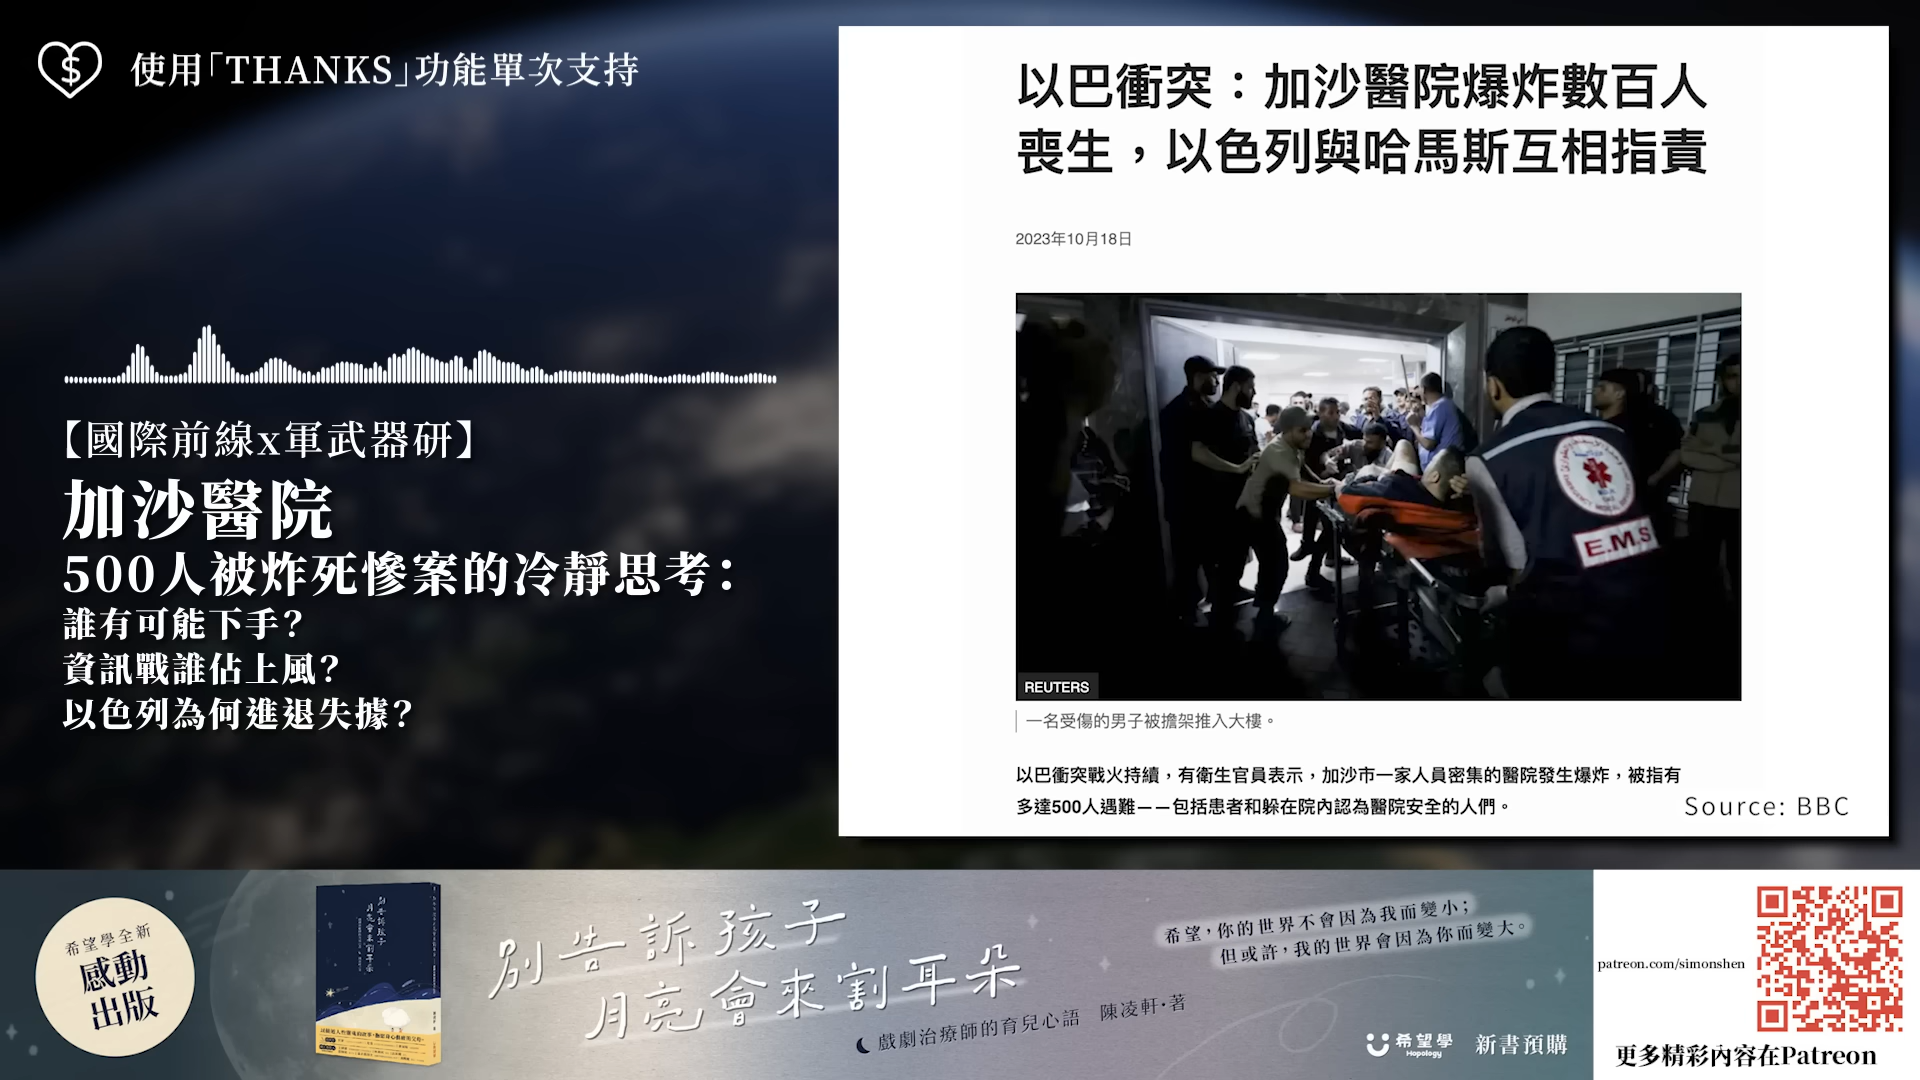 使用「THANKS」功能單次支持
【國際前線x軍武器研】
加沙醫院
500人被炸死慘案的冷靜思考：
誰有可能下手？
資訊戰誰佔上風？
以色列為何進退失據？
以巴衝突：加沙醫院爆炸數百人
喪生，以色列與哈馬斯互相指責
2023年10月18日
E.M.S
REUTERS
一名受傷的男子被擔架推入大樓。
以巴衝突戰火持續，有衛生官員表示，加沙市一家人員密集的醫院發生爆炸，被指有
多達500人遇難——包括患者和躲在院內認為醫院安全的人們。
Source: BBC
希望學全新
感動
出版
別告訴孩子
月亮會來割耳朵
別告訴孩子
月亮會來割耳朵
戲劇治療師的育兒心語 陳凌軒·著
希望，你的世界不會因為我而變小；
但或許，我的世界會因為你而變大。
希望學
Hopology
新書預購
patreon.com/simonshen
更多精彩內容在Patreon